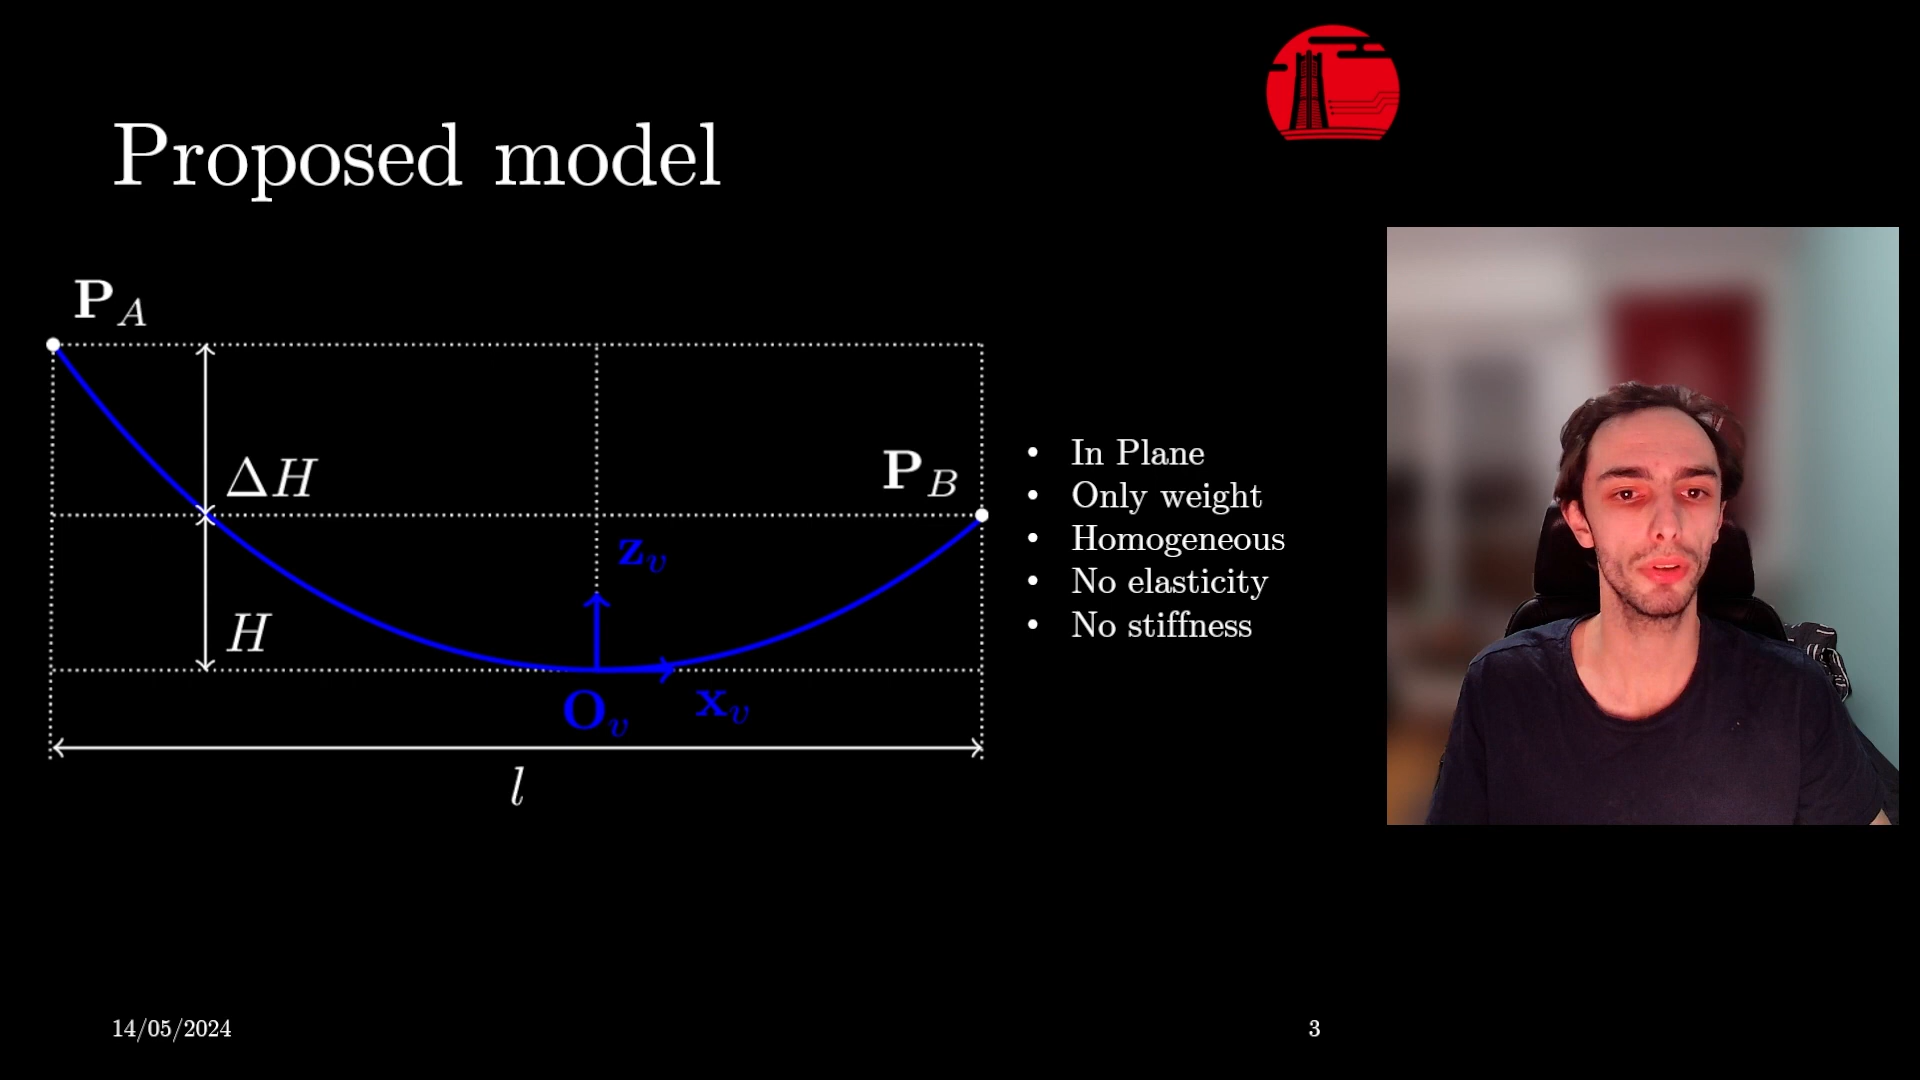 Proposed model
P_A
ΔH
P_B
z_v
H
O_v
x_v
l
• In Plane
• Only weight
• Homogeneous
• No elasticity
• No stiffness
14/05/2024
3